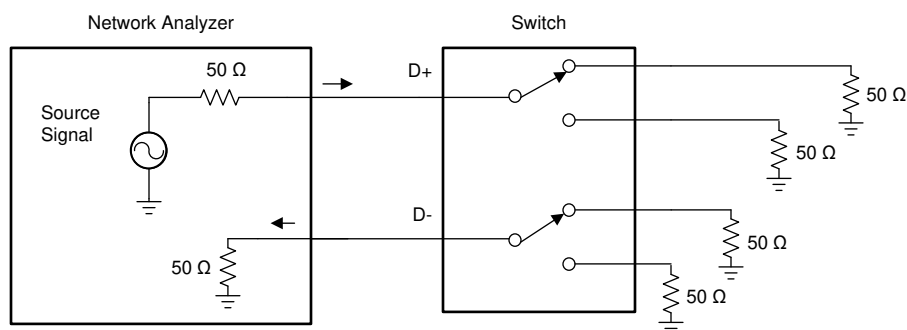 Network Analyzer
Switch
50 Ω
D+
Source
Signal
50 Ω
50 Ω
D-
50 Ω
50 Ω
50 Ω